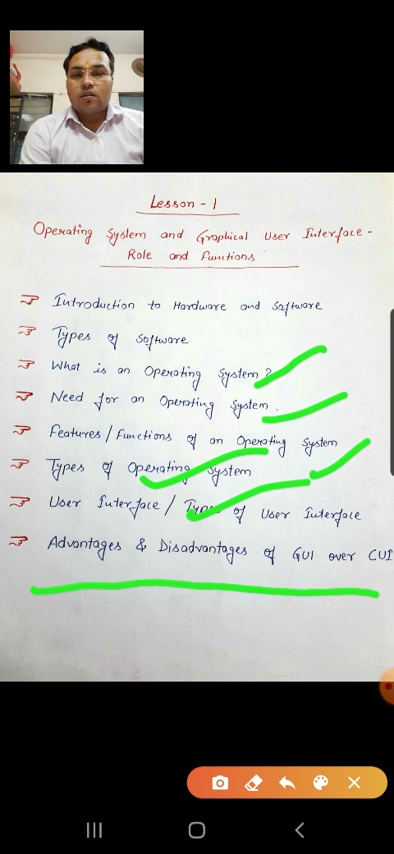 Lesson - 1
Operating System and Graphical User Interface -
Role and Functions
Introduction to Hardware and Software
Types of Software
What is an Operating System?
Need for an Operating System.
Features/Functions of an Operating System
Types of Operating System
User Interface / Types of User Interface
Advantages & Disadvantages of GUI over CUI